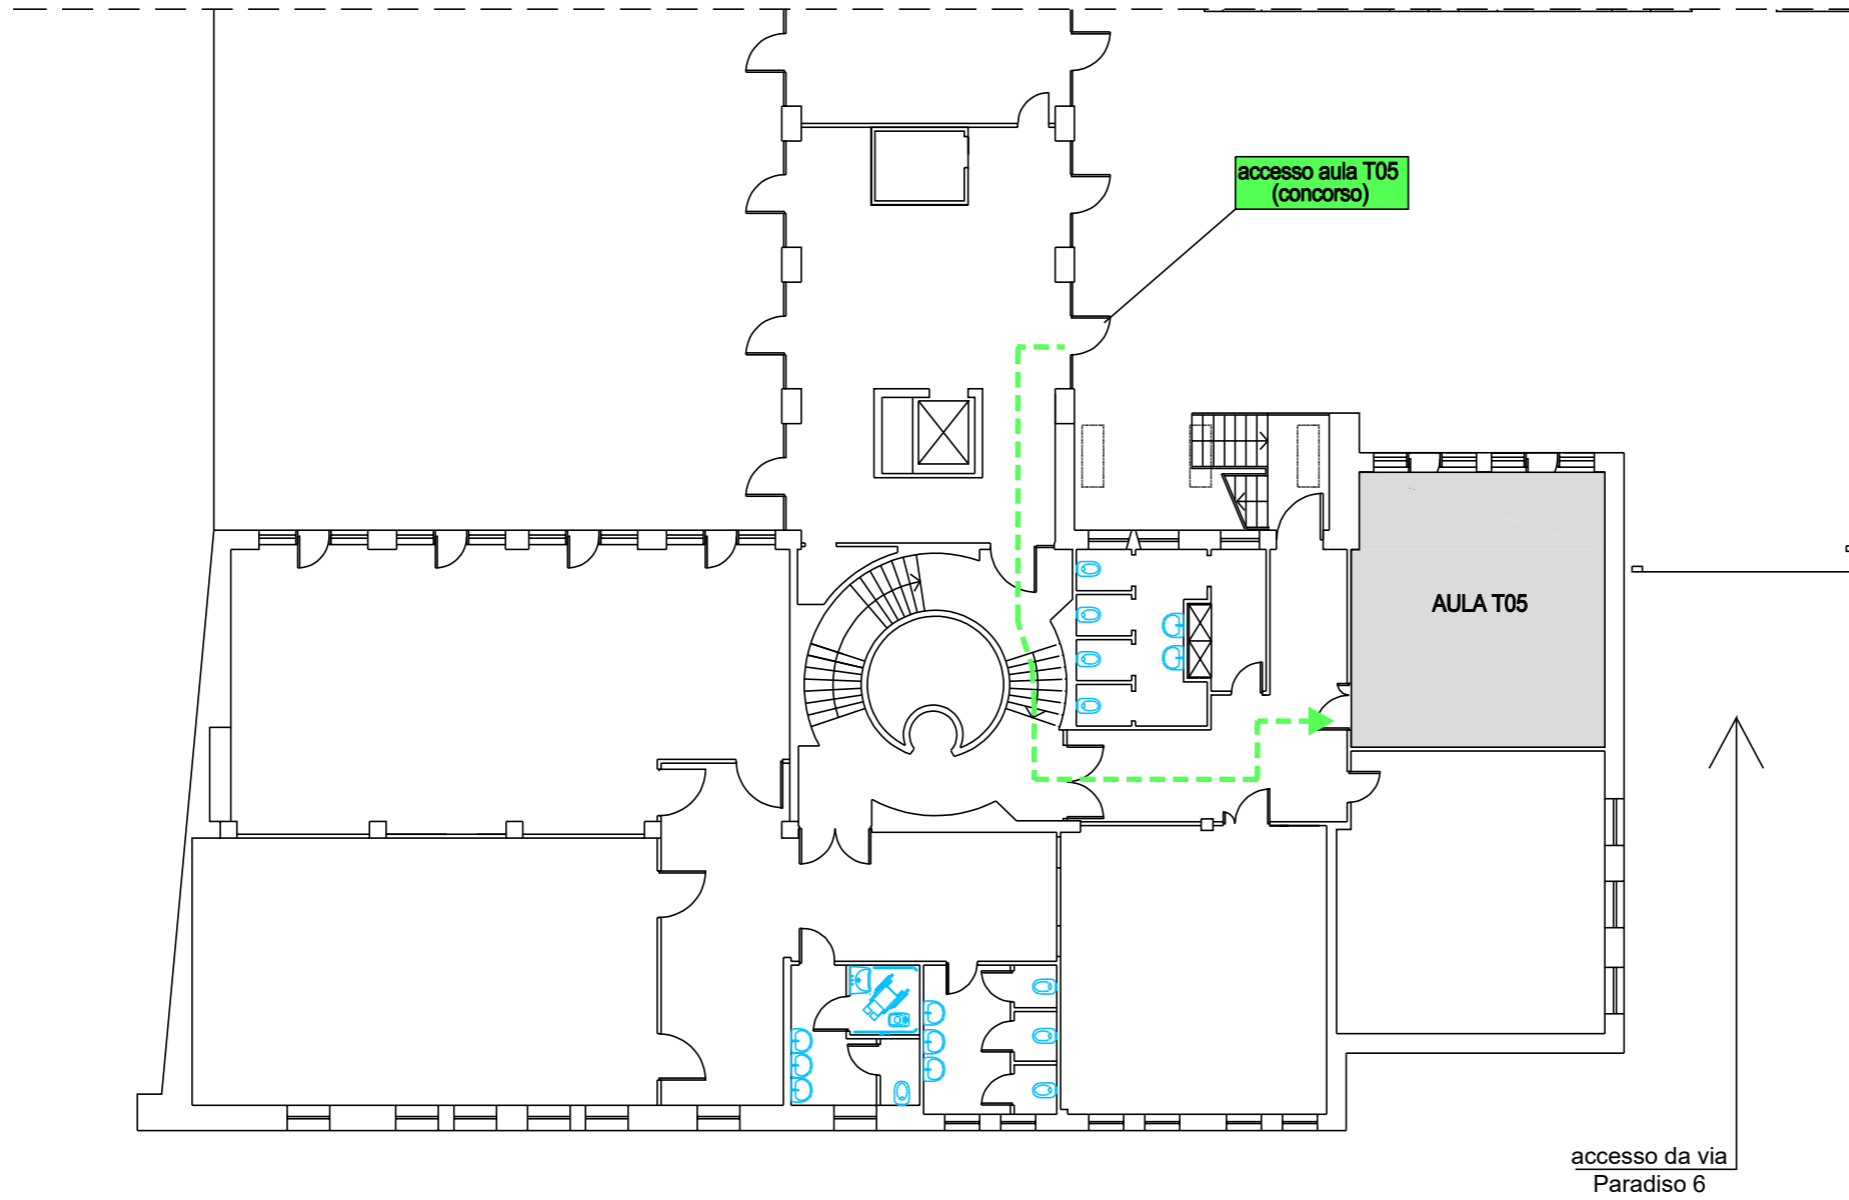 accesso aula T05
(concorso)
AULA T05
accesso da via
Paradiso 6